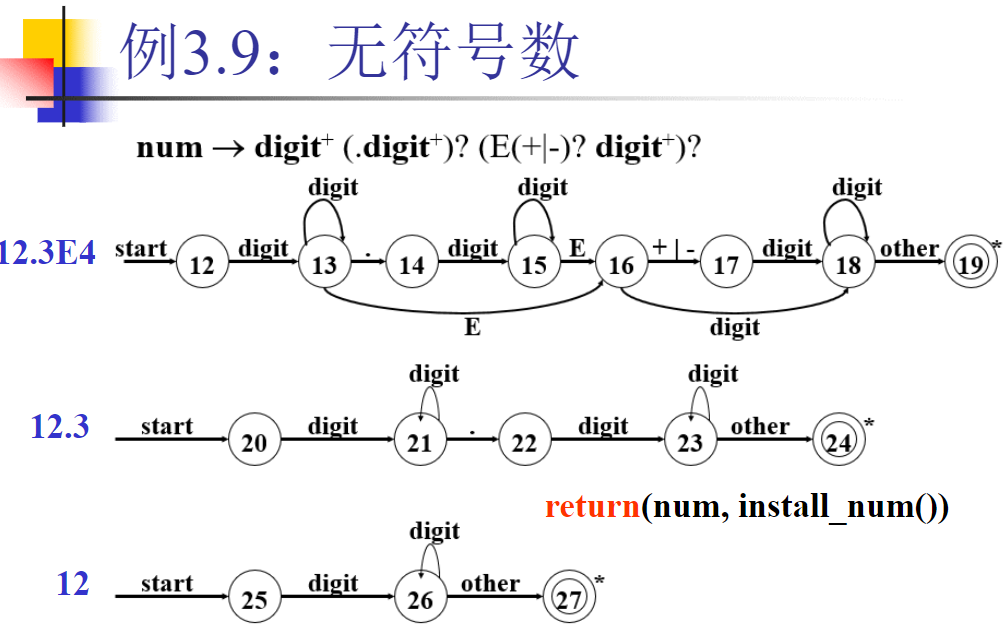 例3.9：无符号数
num → digit⁺ (.digit⁺)? (E(+|-)? digit⁺)?
digit digit digit
12.3E4 start 12 digit 13 . 14 digit 15 E 16 +|- 17 digit 18 other 19 *
E digit
digit digit
12.3 start 20 digit 21 . 22 digit 23 other 24 *
return(num, install_num())
digit
12 start 25 digit 26 other 27 *